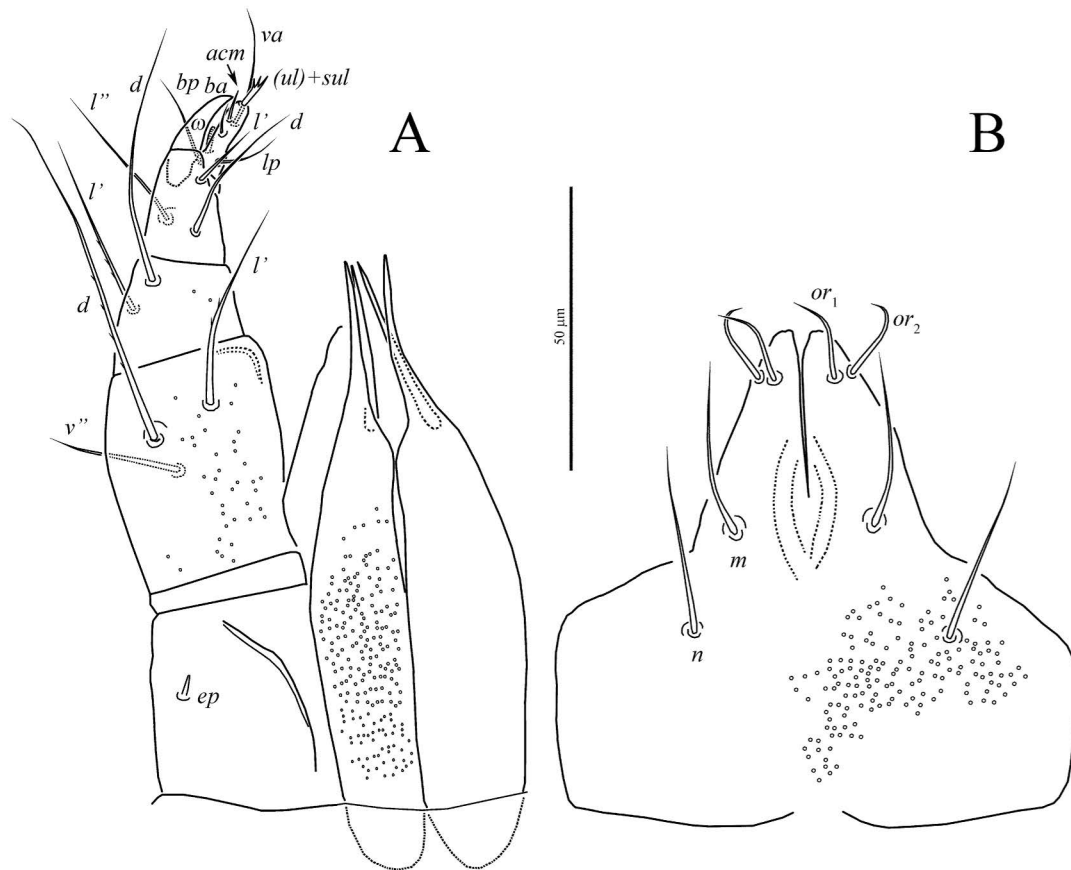 va
acm
(ul)+sul
d
bp ba
l’’
ω
l’
d
A
B
lp
l’
l’
d
50 µm
or1
or2
v’’
m
n
ep